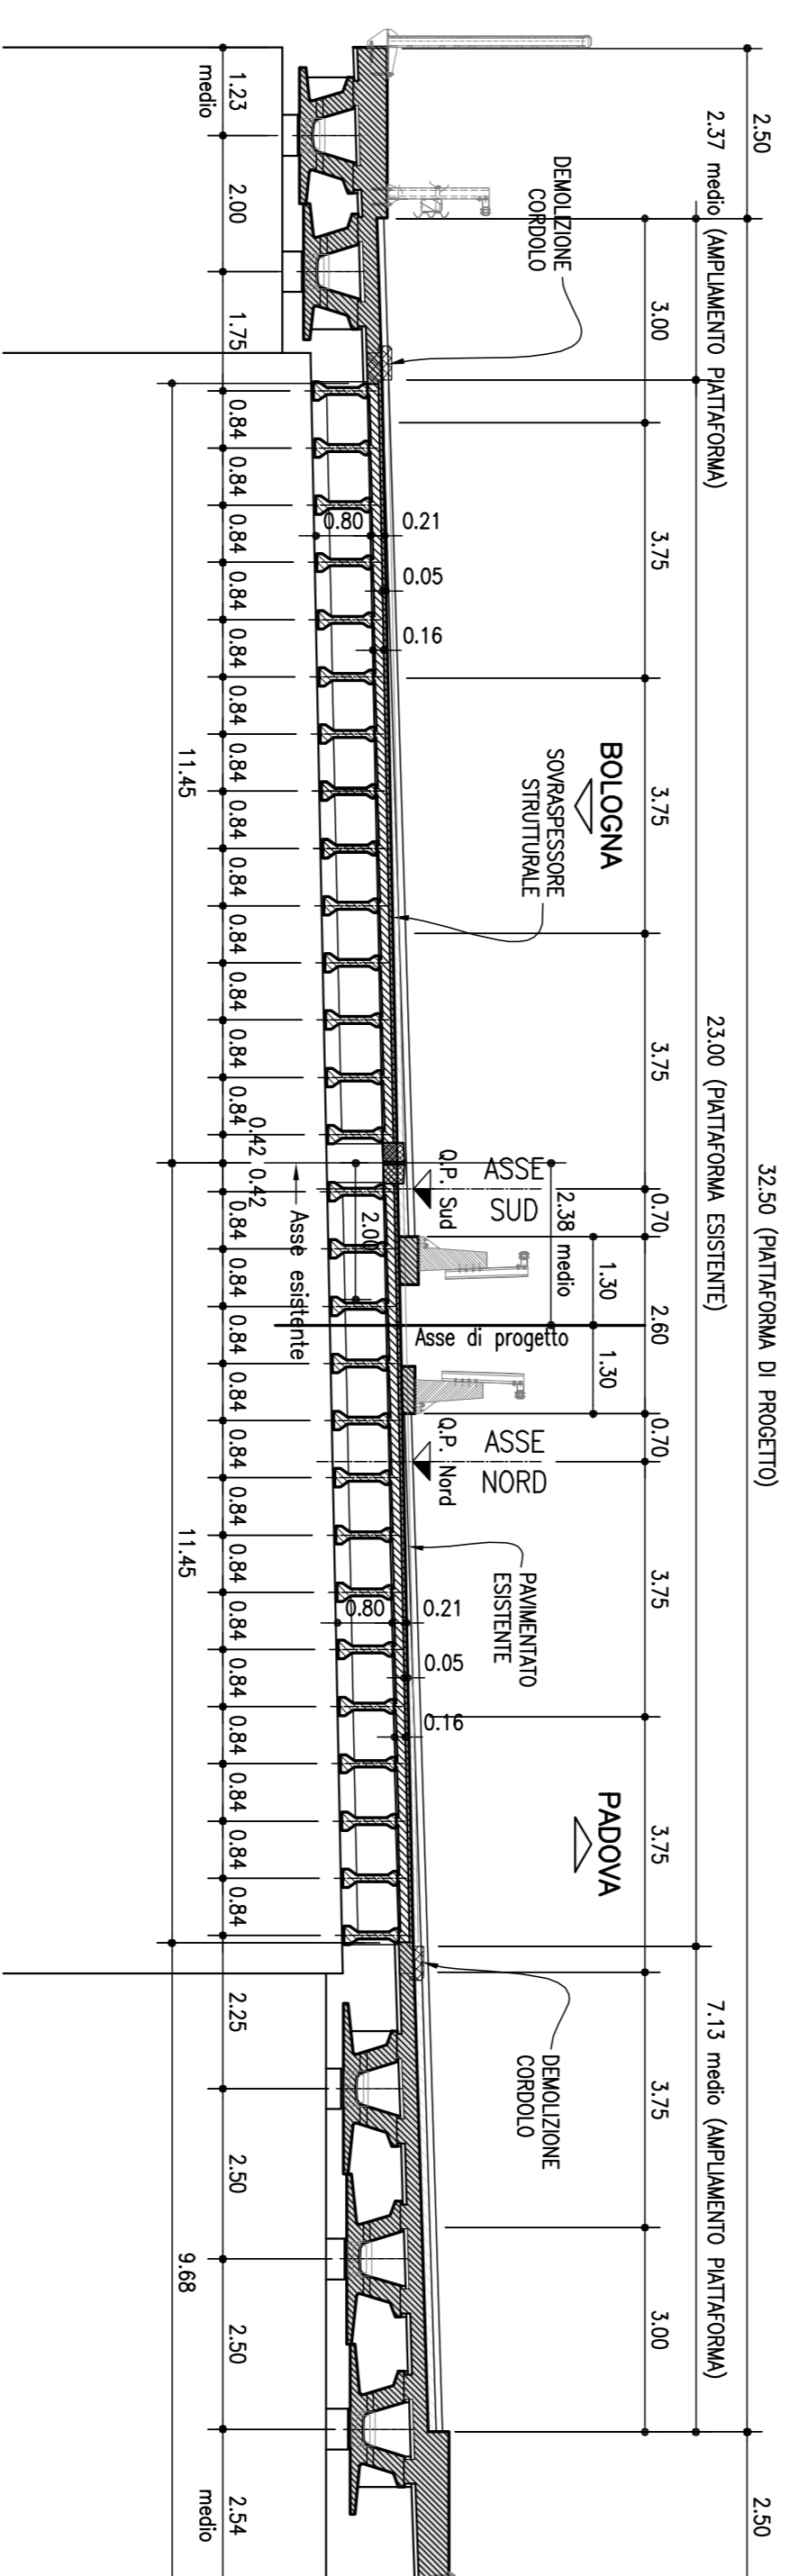 2.50 32.50 (PIATTAFORMA DI PROGETTO) 2.50
2.37 medio (AMPLIAMENTO PIATTAFORMA) 23.00 (PIATTAFORMA ESISTENTE) 7.13 medio (AMPLIAMENTO PIATTAFORMA)
3.00 3.75 3.75 3.75 0.70 2.60 0.70 3.75 3.75 3.75 3.00
1.30 1.30
BOLOGNA
PADOVA
2.38 medio
DEMOLIZIONE
CORDOLO
SOVRASPESSORE
STRUTTURALE
ASSE
SUD
Q.P. Sud
Asse di progetto
ASSE
NORD
Q.P. Nord
PAVIMENTATO
ESISTENTE
DEMOLIZIONE
CORDOLO
0.21
0.05
0.16
0.80
0.21
0.05
0.16
0.80
2.00
Asse esistente
0.42 0.42
1.23
medio
2.00 1.75 0.84 0.84 0.84 0.84 0.84 0.84 0.84 0.84 0.84 0.84 0.84 0.84 0.84 0.84 0.84 0.84 0.84 0.84 0.84 0.84 0.84 0.84 0.84 0.84 0.84 0.84 2.25 2.50 2.50 2.54
medio
11.45 11.45 9.68